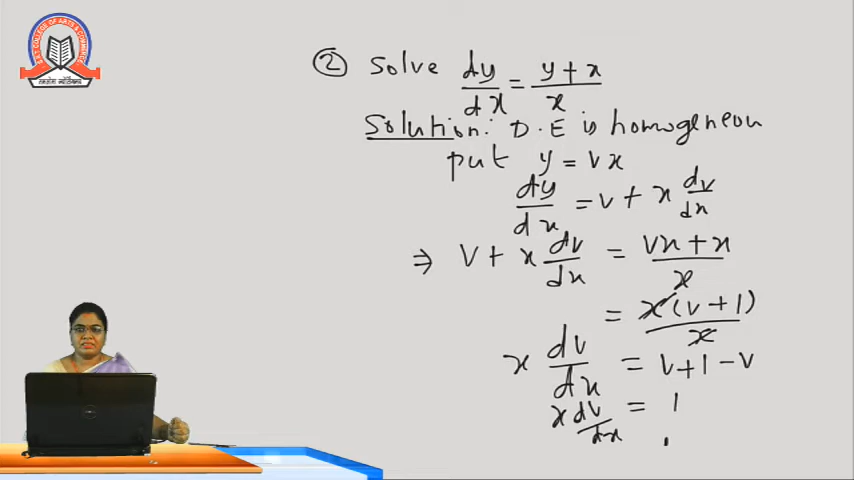 ② Solve dy/dx = y+x/x
Solution: D.E is homogeneou
put y = vx
dy/dx = v + x dv/dx
⇒ v + x dv/dx = vx+x/x
= x(v+1)/x
x dv/dx = v+1-v
x dv/dx = 1